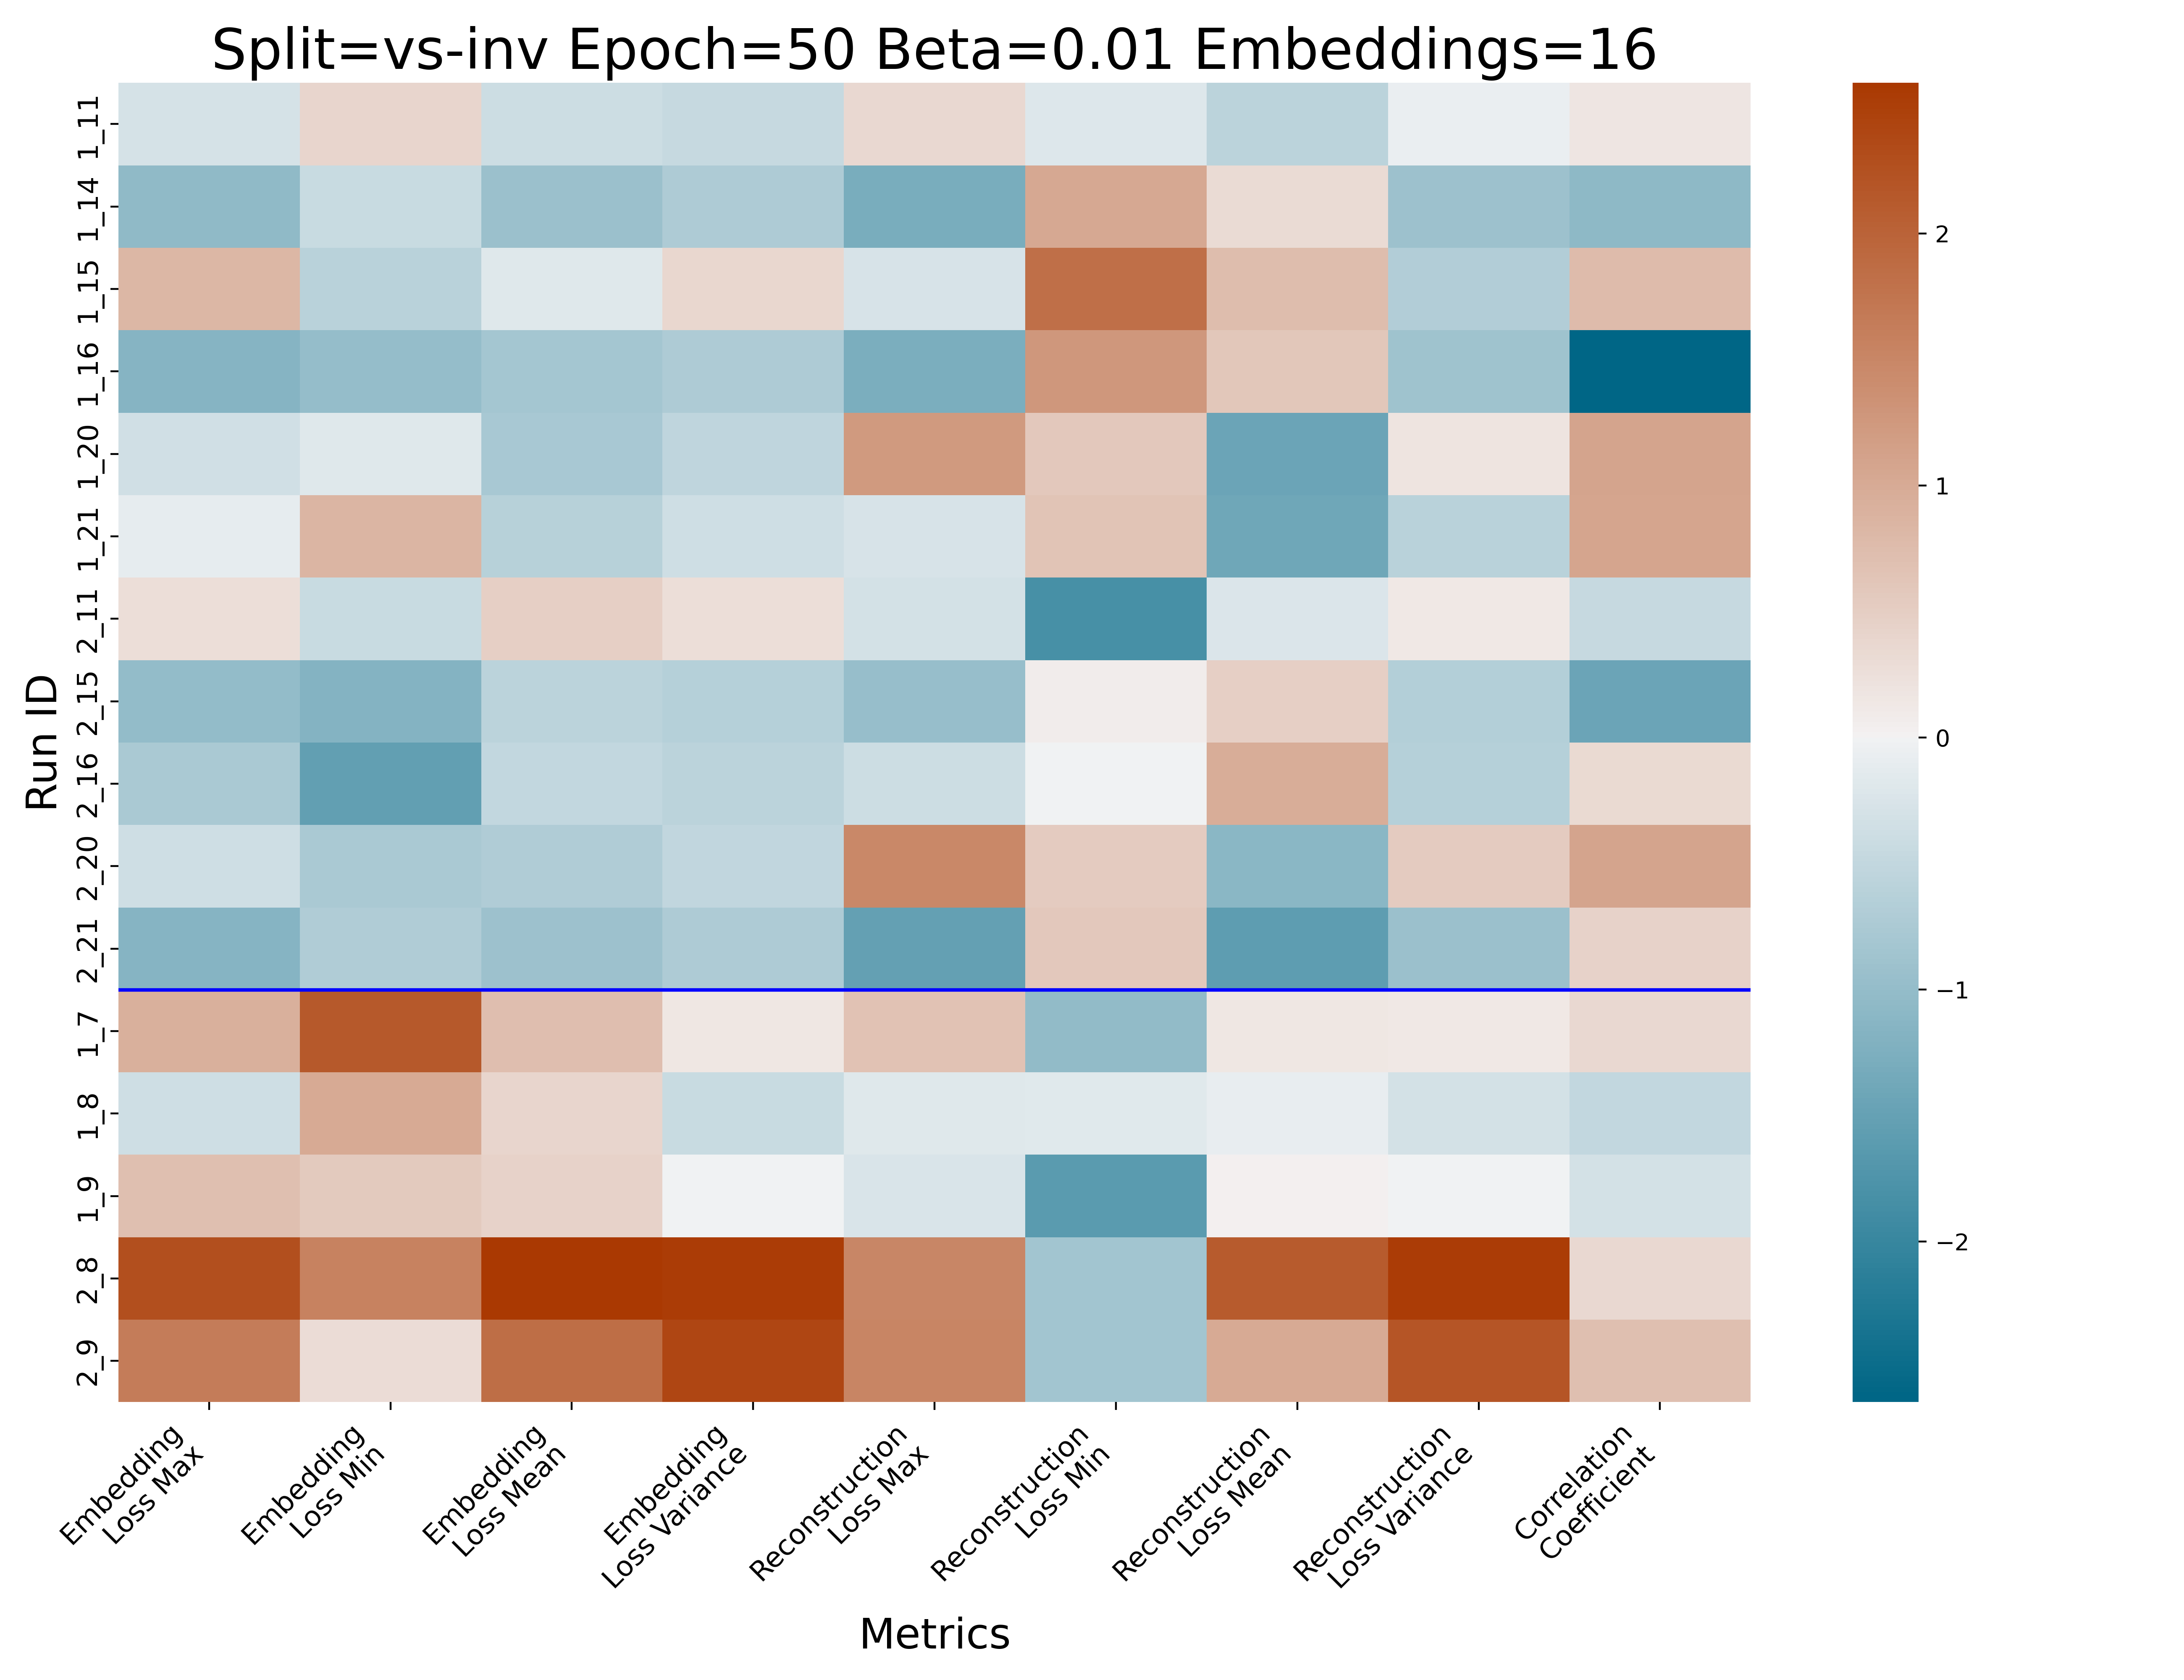 Split=vs-inv Epoch=50 Beta=0.01 Embeddings=16
Run ID
1_11
1_14
1_15
1_16
1_20
1_21
2_11
2_15
2_16
2_20
2_21
1_7
1_8
1_9
2_8
2_9
2
1
0
−1
−2
Embedding
Loss Max
Embedding
Loss Min
Embedding
Loss Mean
Embedding
Loss Variance
Reconstruction
Loss Max
Reconstruction
Loss Min
Reconstruction
Loss Mean
Reconstruction
Loss Variance
Correlation
Coefficient
Metrics